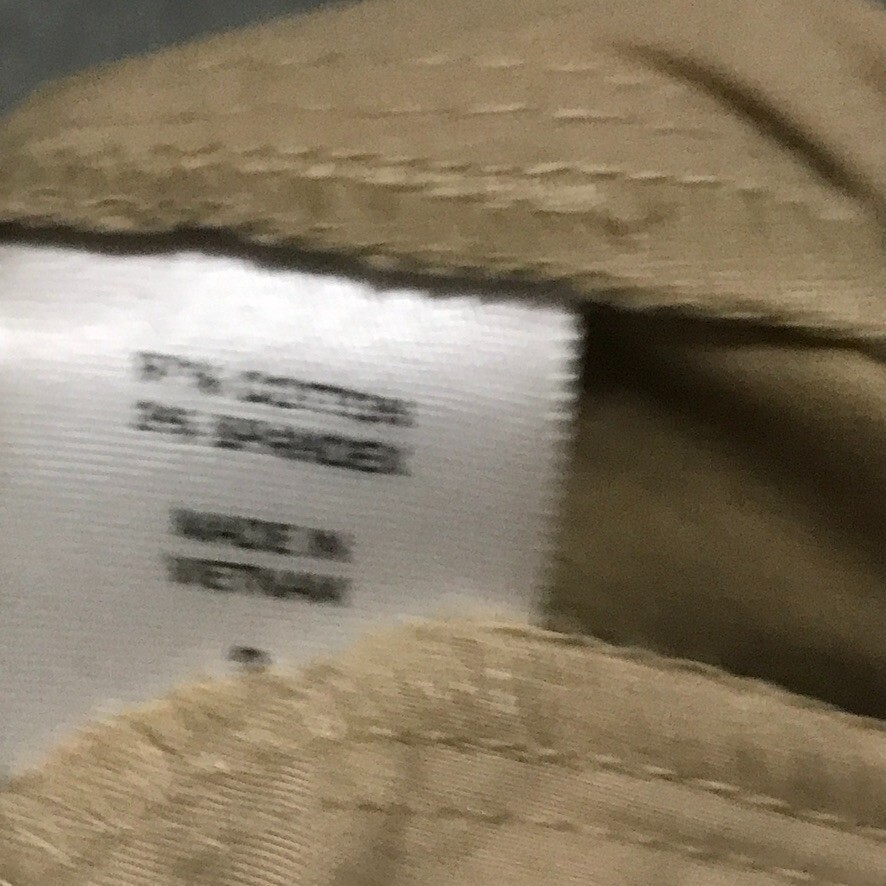 97% COTTON
3% SPANDEX
MADE IN
VIETNAM